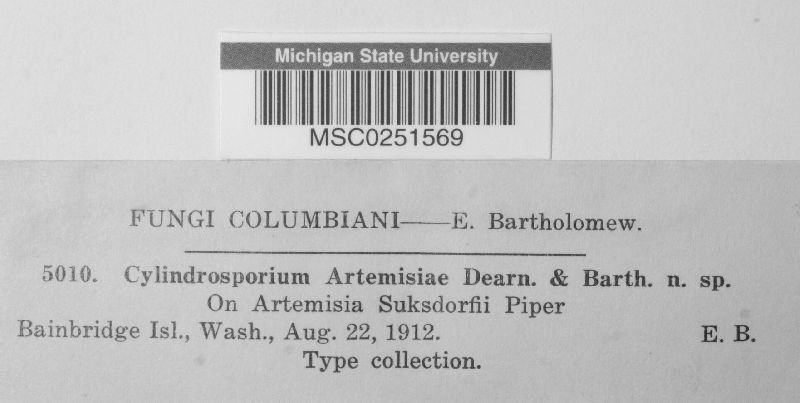 Michigan State University
MSC0251569
FUNGI COLUMBIANI——E. Bartholomew.
5010. Cylindrosporium Artemisiae Dearn. & Barth. n. sp.
On Artemisia Suksdorfii Piper
Bainbridge Isl., Wash., Aug. 22, 1912. E. B.
Type collection.